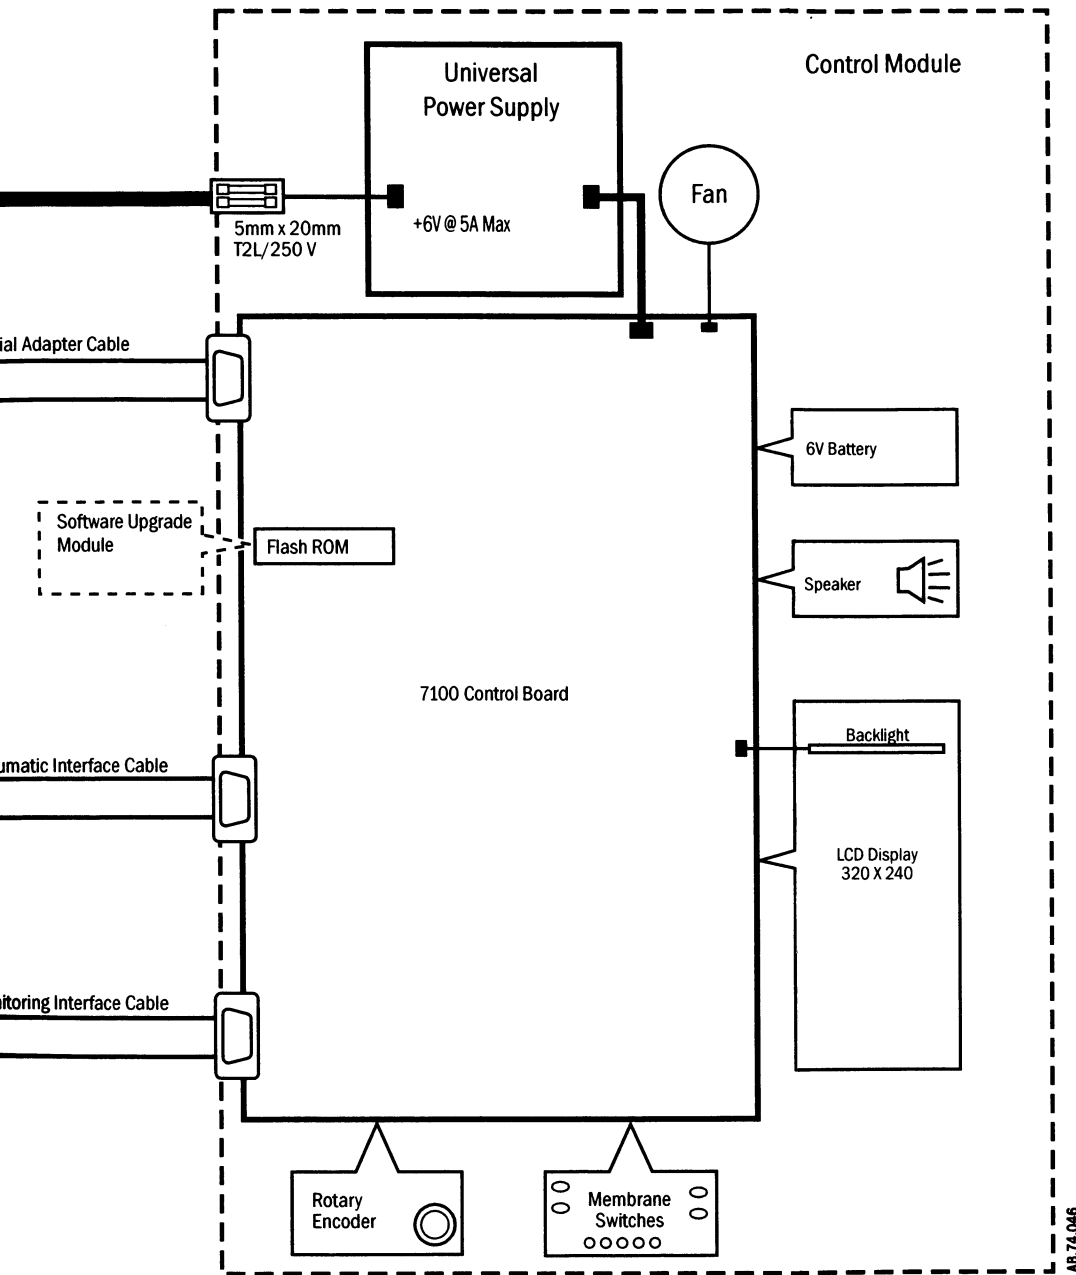 Control Module
Universal
Power Supply
Fan
+6V @ 5A Max
5mm x 20mm
T2L/250 V
ial Adapter Cable
6V Battery
Software Upgrade
Module
Flash ROM
Speaker
7100 Control Board
Backlight
umatic Interface Cable
LCD Display
320 X 240
itoring Interface Cable
Rotary
Encoder
Membrane
Switches
AB.74.046